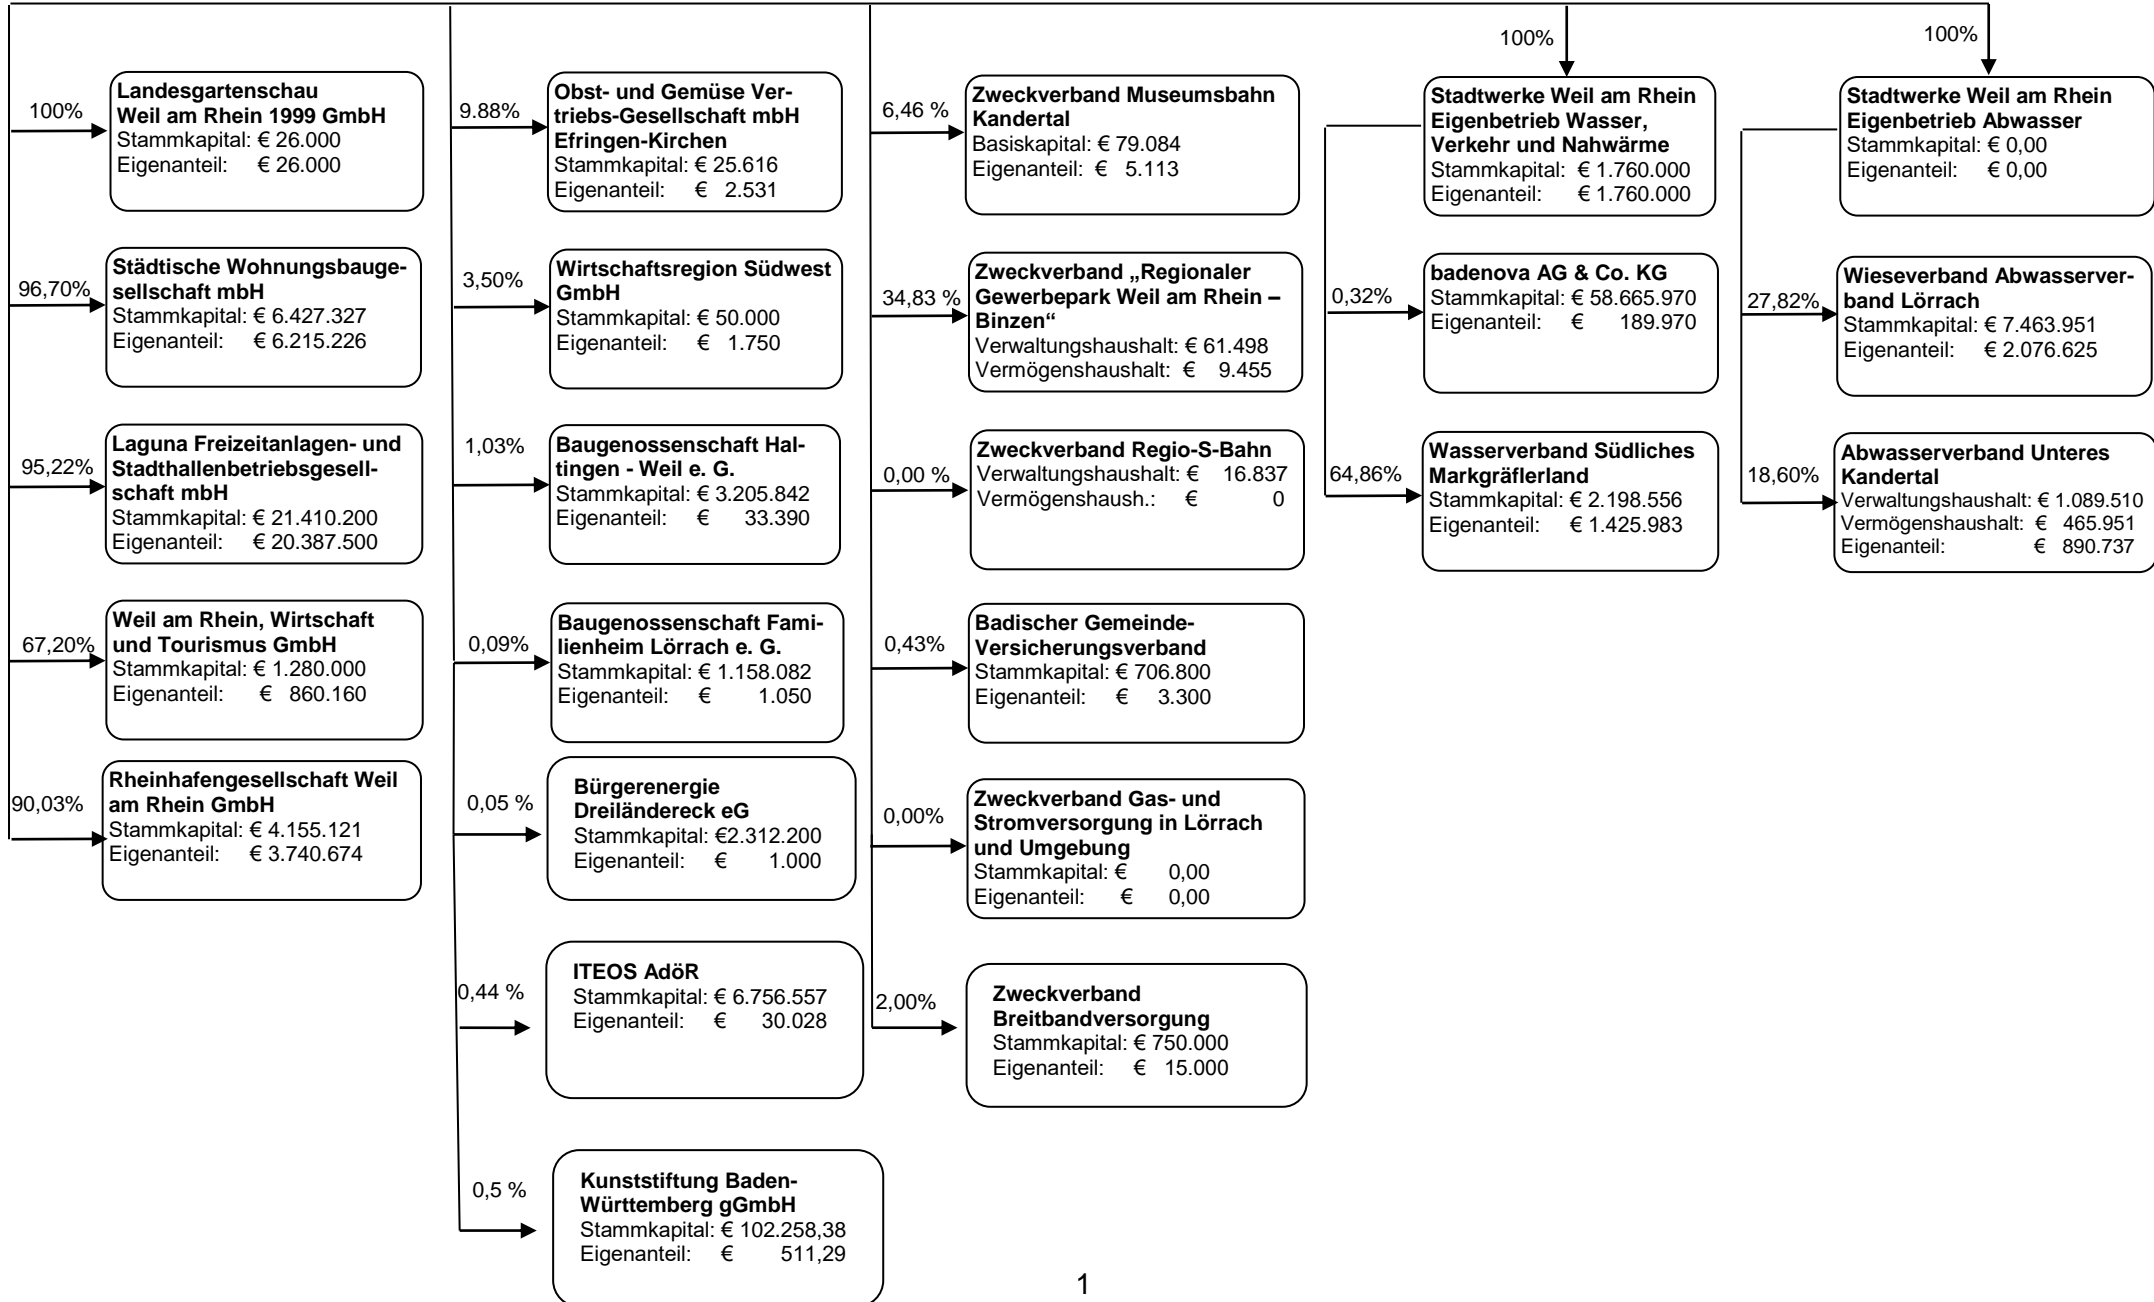 100%
Landesgartenschau
Weil am Rhein 1999 GmbH
Stammkapital: € 26.000
Eigenanteil: € 26.000
96,70%
Städtische Wohnungsbauge-
sellschaft mbH
Stammkapital: € 6.427.327
Eigenanteil: € 6.215.226
95,22%
Laguna Freizeitanlagen- und
Stadthallenbetriebsgesell-
schaft mbH
Stammkapital: € 21.410.200
Eigenanteil: € 20.387.500
67,20%
Weil am Rhein, Wirtschaft
und Tourismus GmbH
Stammkapital: € 1.280.000
Eigenanteil: € 860.160
90,03%
Rheinhafengesellschaft Weil
am Rhein GmbH
Stammkapital: € 4.155.121
Eigenanteil: € 3.740.674
9.88%
Obst- und Gemüse Ver-
triebs-Gesellschaft mbH
Efringen-Kirchen
Stammkapital: € 25.616
Eigenanteil: € 2.531
3,50%
Wirtschaftsregion Südwest
GmbH
Stammkapital: € 50.000
Eigenanteil: € 1.750
1,03%
Baugenossenschaft Hal-
tingen - Weil e. G.
Stammkapital: € 3.205.842
Eigenanteil: € 33.390
0,09%
Baugenossenschaft Fami-
lienheim Lörrach e. G.
Stammkapital: € 1.158.082
Eigenanteil: € 1.050
0,05 %
Bürgerenergie
Dreiländereck eG
Stammkapital: €2.312.200
Eigenanteil: € 1.000
0,44 %
ITEOS AdöR
Stammkapital: € 6.756.557
Eigenanteil: € 30.028
0,5 %
Kunststiftung Baden-
Württemberg gGmbH
Stammkapital: € 102.258,38
Eigenanteil: € 511,29
6,46 %
Zweckverband Museumsbahn
Kandertal
Basiskapital: € 79.084
Eigenanteil: € 5.113
34,83 %
Zweckverband „Regionaler
Gewerbepark Weil am Rhein –
Binzen“
Verwaltungshaushalt: € 61.498
Vermögenshaushalt: € 9.455
0,00 %
Zweckverband Regio-S-Bahn
Verwaltungshaushalt: € 16.837
Vermögenshaush.: € 0
0,43%
Badischer Gemeinde-
Versicherungsverband
Stammkapital: € 706.800
Eigenanteil: € 3.300
0,00%
Zweckverband Gas- und
Stromversorgung in Lörrach
und Umgebung
Stammkapital: € 0,00
Eigenanteil: € 0,00
2,00%
Zweckverband
Breitbandversorgung
Stammkapital: € 750.000
Eigenanteil: € 15.000
100%
Stadtwerke Weil am Rhein
Eigenbetrieb Wasser,
Verkehr und Nahwärme
Stammkapital: € 1.760.000
Eigenanteil: € 1.760.000
0,32%
badenova AG & Co. KG
Stammkapital: € 58.665.970
Eigenanteil: € 189.970
64,86%
Wasserverband Südliches
Markgräflerland
Stammkapital: € 2.198.556
Eigenanteil: € 1.425.983
100%
Stadtwerke Weil am Rhein
Eigenbetrieb Abwasser
Stammkapital: € 0,00
Eigenanteil: € 0,00
27,82%
Wieseverband Abwasserver-
band Lörrach
Stammkapital: € 7.463.951
Eigenanteil: € 2.076.625
18,60%
Abwasserverband Unteres
Kandertal
Verwaltungshaushalt: € 1.089.510
Vermögenshaushalt: € 465.951
Eigenanteil: € 890.737
1